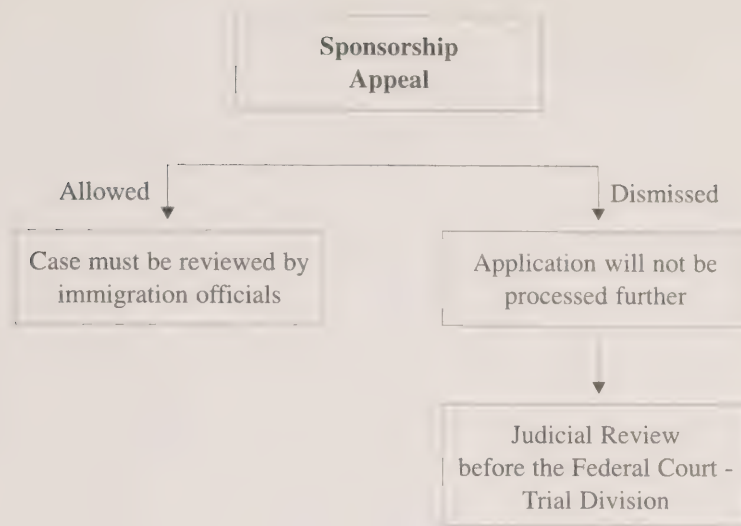 Sponsorship
Appeal
Allowed
Dismissed
Case must be reviewed by
immigration officials
Application will not be
processed further
Judicial Review
before the Federal Court -
Trial Division